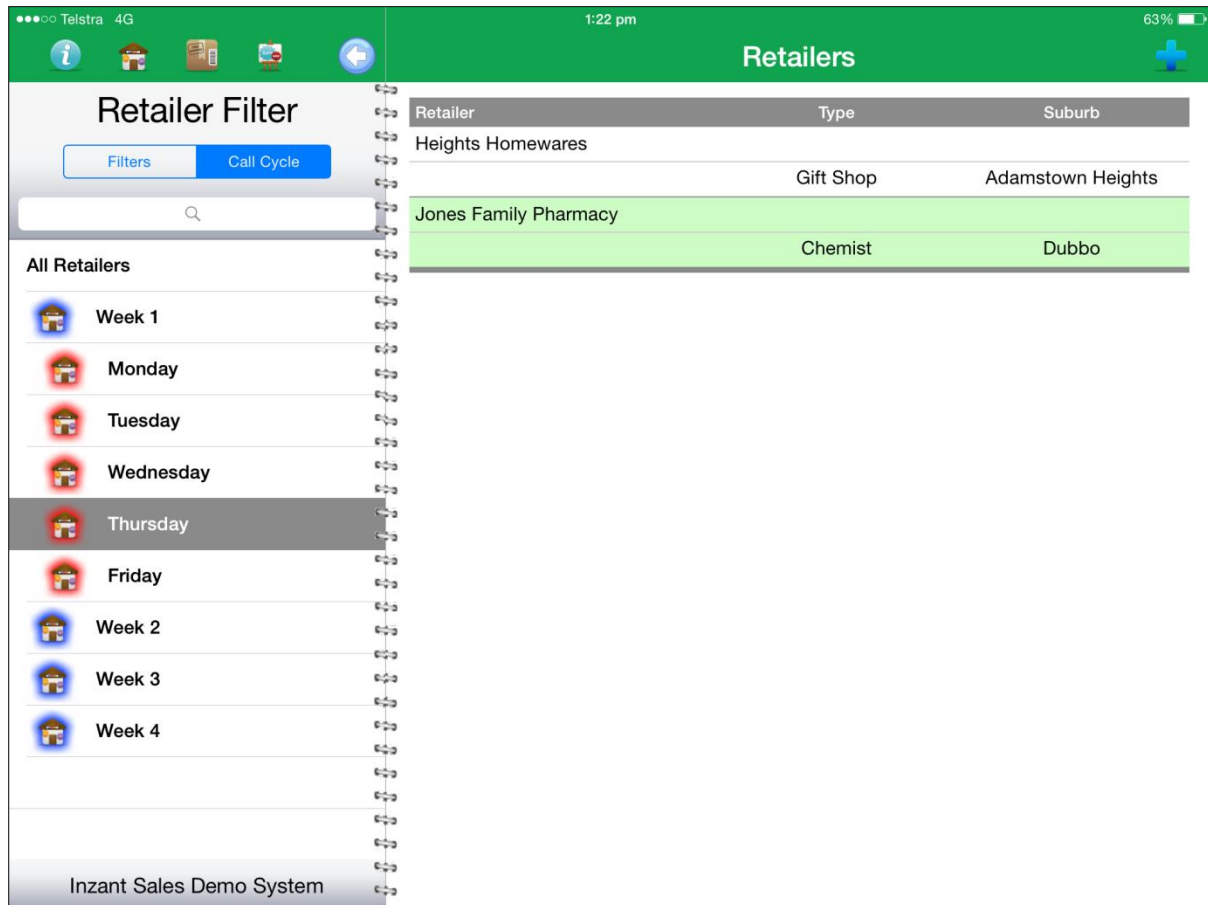 Telstra 4G 1:22 pm 63%
Retailers
Retailer Filter
Filters Call Cycle
All Retailers
Week 1
Monday
Tuesday
Wednesday
Thursday
Friday
Week 2
Week 3
Week 4
Inzant Sales Demo System
Retailer Type Suburb
Heights Homewares
Gift Shop Adamstown Heights
Jones Family Pharmacy
Chemist Dubbo